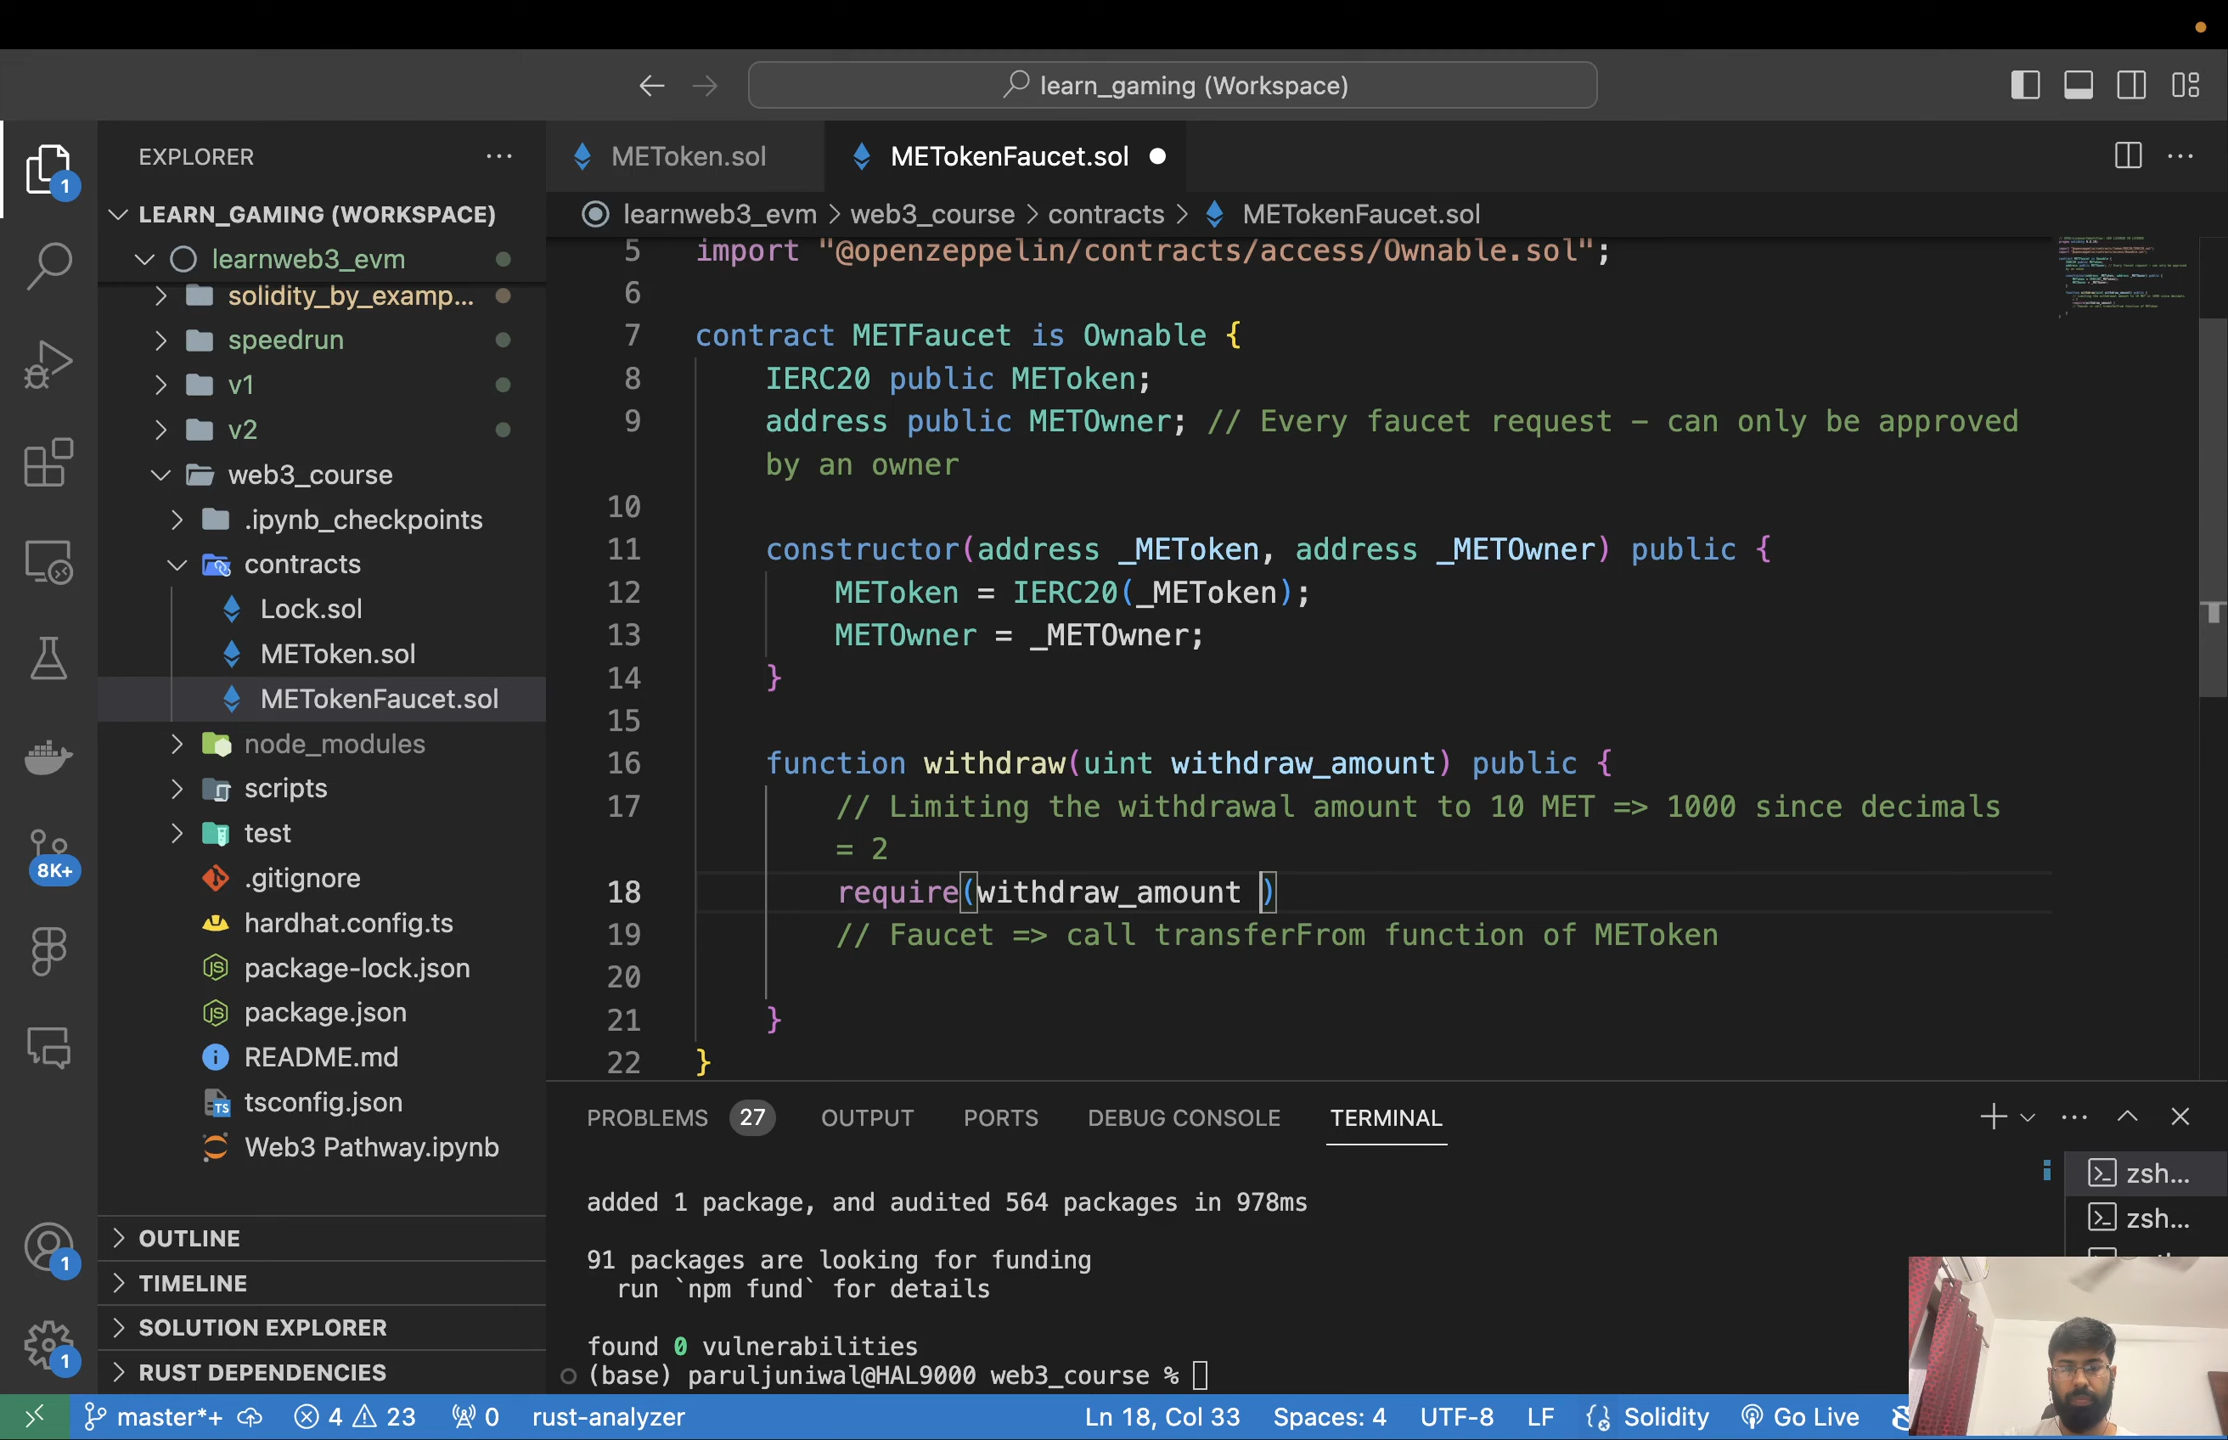 learn_gaming (Workspace)
EXPLORER
METoken.sol
METokenFaucet.sol
1
LEARN_GAMING (WORKSPACE)
learnweb3_evm > web3_course > contracts > METokenFaucet.sol
learnweb3_evm
solidity_by_examp...
speedrun
v1
v2
web3_course
.ipynb_checkpoints
contracts
Lock.sol
METoken.sol
METokenFaucet.sol
node_modules
scripts
test
.gitignore
hardhat.config.ts
package-lock.json
package.json
README.md
tsconfig.json
Web3 Pathway.ipynb
OUTLINE
TIMELINE
SOLUTION EXPLORER
RUST DEPENDENCIES
8K+
1
1
5 import "@openzeppelin/contracts/access/Ownable.sol";
6
7 contract METFaucet is Ownable {
8 IERC20 public METoken;
9 address public METOwner; // Every faucet request – can only be approved
by an owner
10
11 constructor(address _METoken, address _METOwner) public {
12 METoken = IERC20(_METoken);
13 METOwner = _METOwner;
14 }
15
16 function withdraw(uint withdraw_amount) public {
17 // Limiting the withdrawal amount to 10 MET => 1000 since decimals
= 2
18 require(withdraw_amount )
19 // Faucet => call transferFrom function of METoken
20
21 }
22 }
PROBLEMS 27 OUTPUT PORTS DEBUG CONSOLE TERMINAL
added 1 package, and audited 564 packages in 978ms
91 packages are looking for funding
run `npm fund` for details
found 0 vulnerabilities
(base) paruljuniwal@HAL9000 web3_course %
zsh...
zsh...
master*+ 4 23 0 rust-analyzer Ln 18, Col 33 Spaces: 4 UTF-8 LF Solidity Go Live